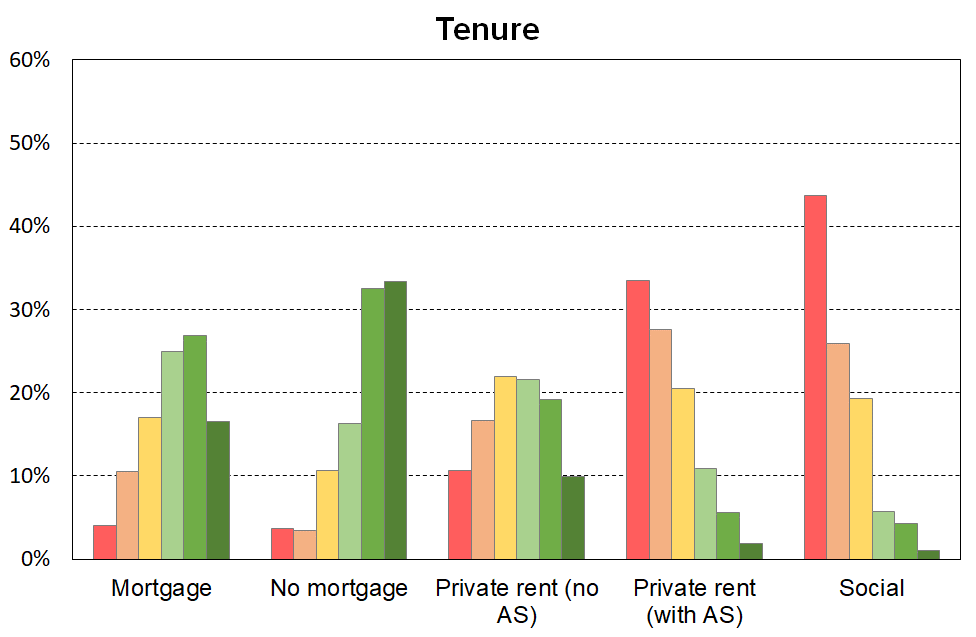 Tenure
60%
50%
40%
30%
20%
10%
0%
Mortgage
No mortgage
Private rent (no
AS)
Private rent
(with AS)
Social